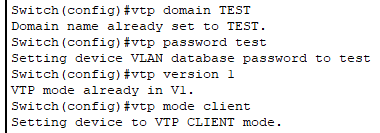 Switch(config)#vtp domain TEST
Domain name already set to TEST.
Switch(config)#vtp password test
Setting device VLAN database password to test
Switch(config)#vtp version 1
VTP mode already in V1.
Switch(config)#vtp mode client
Setting device to VTP CLIENT mode.